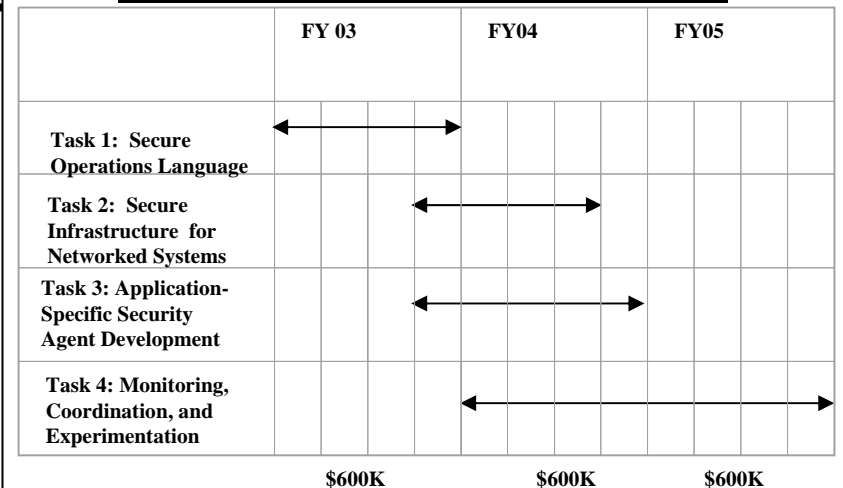 FY 03 FY04 FY05
Task 1: Secure
Operations Language
Task 2: Secure
Infrastructure for
Networked Systems
Task 3: Application-
Specific Security
Agent Development
Task 4: Monitoring,
Coordination, and
Experimentation
$600K $600K $600K